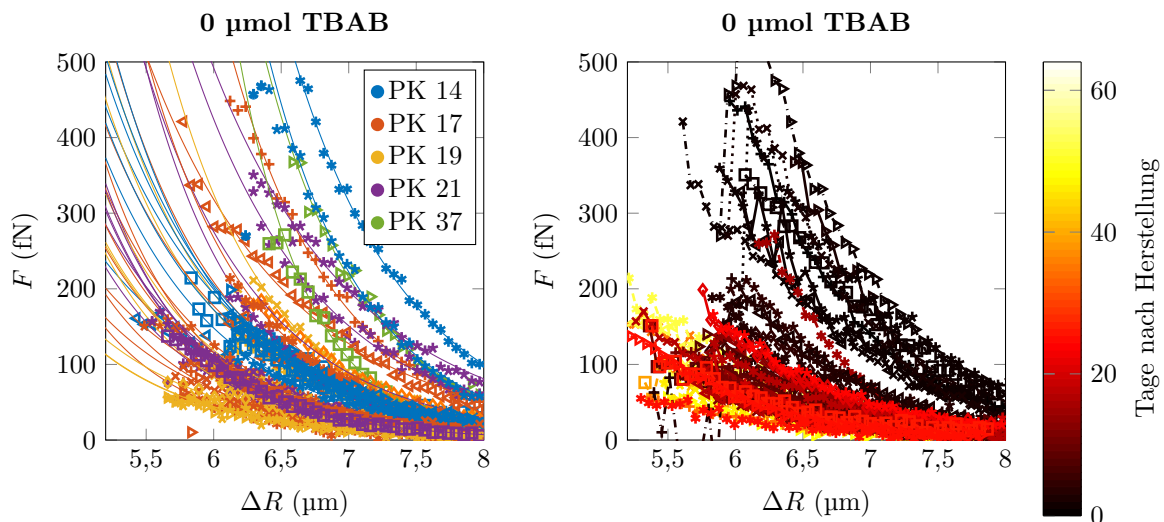 0 µmol TBAB
500
400
300
200
100
0
F (fN)
5,5 6 6,5 7 7,5 8
ΔR (µm)
PK 14
PK 17
PK 19
PK 21
PK 37
0 µmol TBAB
500
400
300
200
100
0
F (fN)
5,5 6 6,5 7 7,5 8
ΔR (µm)
60
40
20
0
Tage nach Herstellung